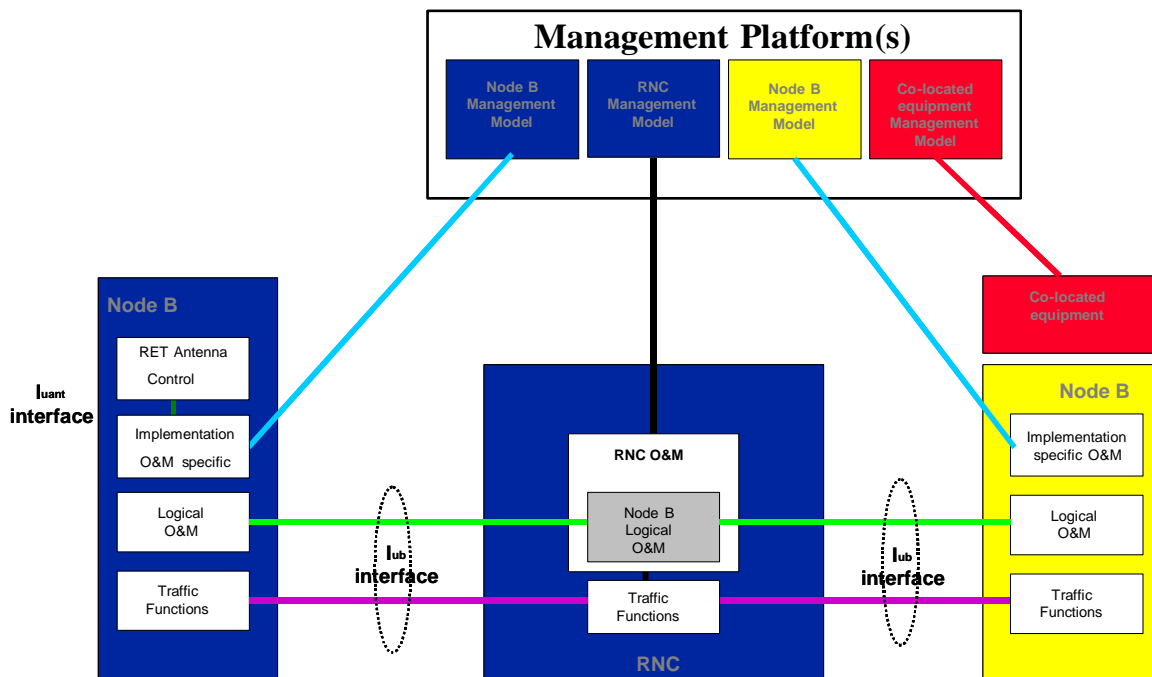 Management Platform(s)
Node B
Management
Model
RNC
Management
Model
Node B
Management
Model
Co-located
equipment
Management
Model
Node B
RET Antenna
Control
Iuant
interface
Implementation
O&M specific
Logical
O&M
Traffic
Functions
Iub
interface
RNC O&M
Node B
Logical
O&M
Traffic
Functions
RNC
Iub
interface
Co-located
equipment
Node B
Implementation
specific O&M
Logical
O&M
Traffic
Functions